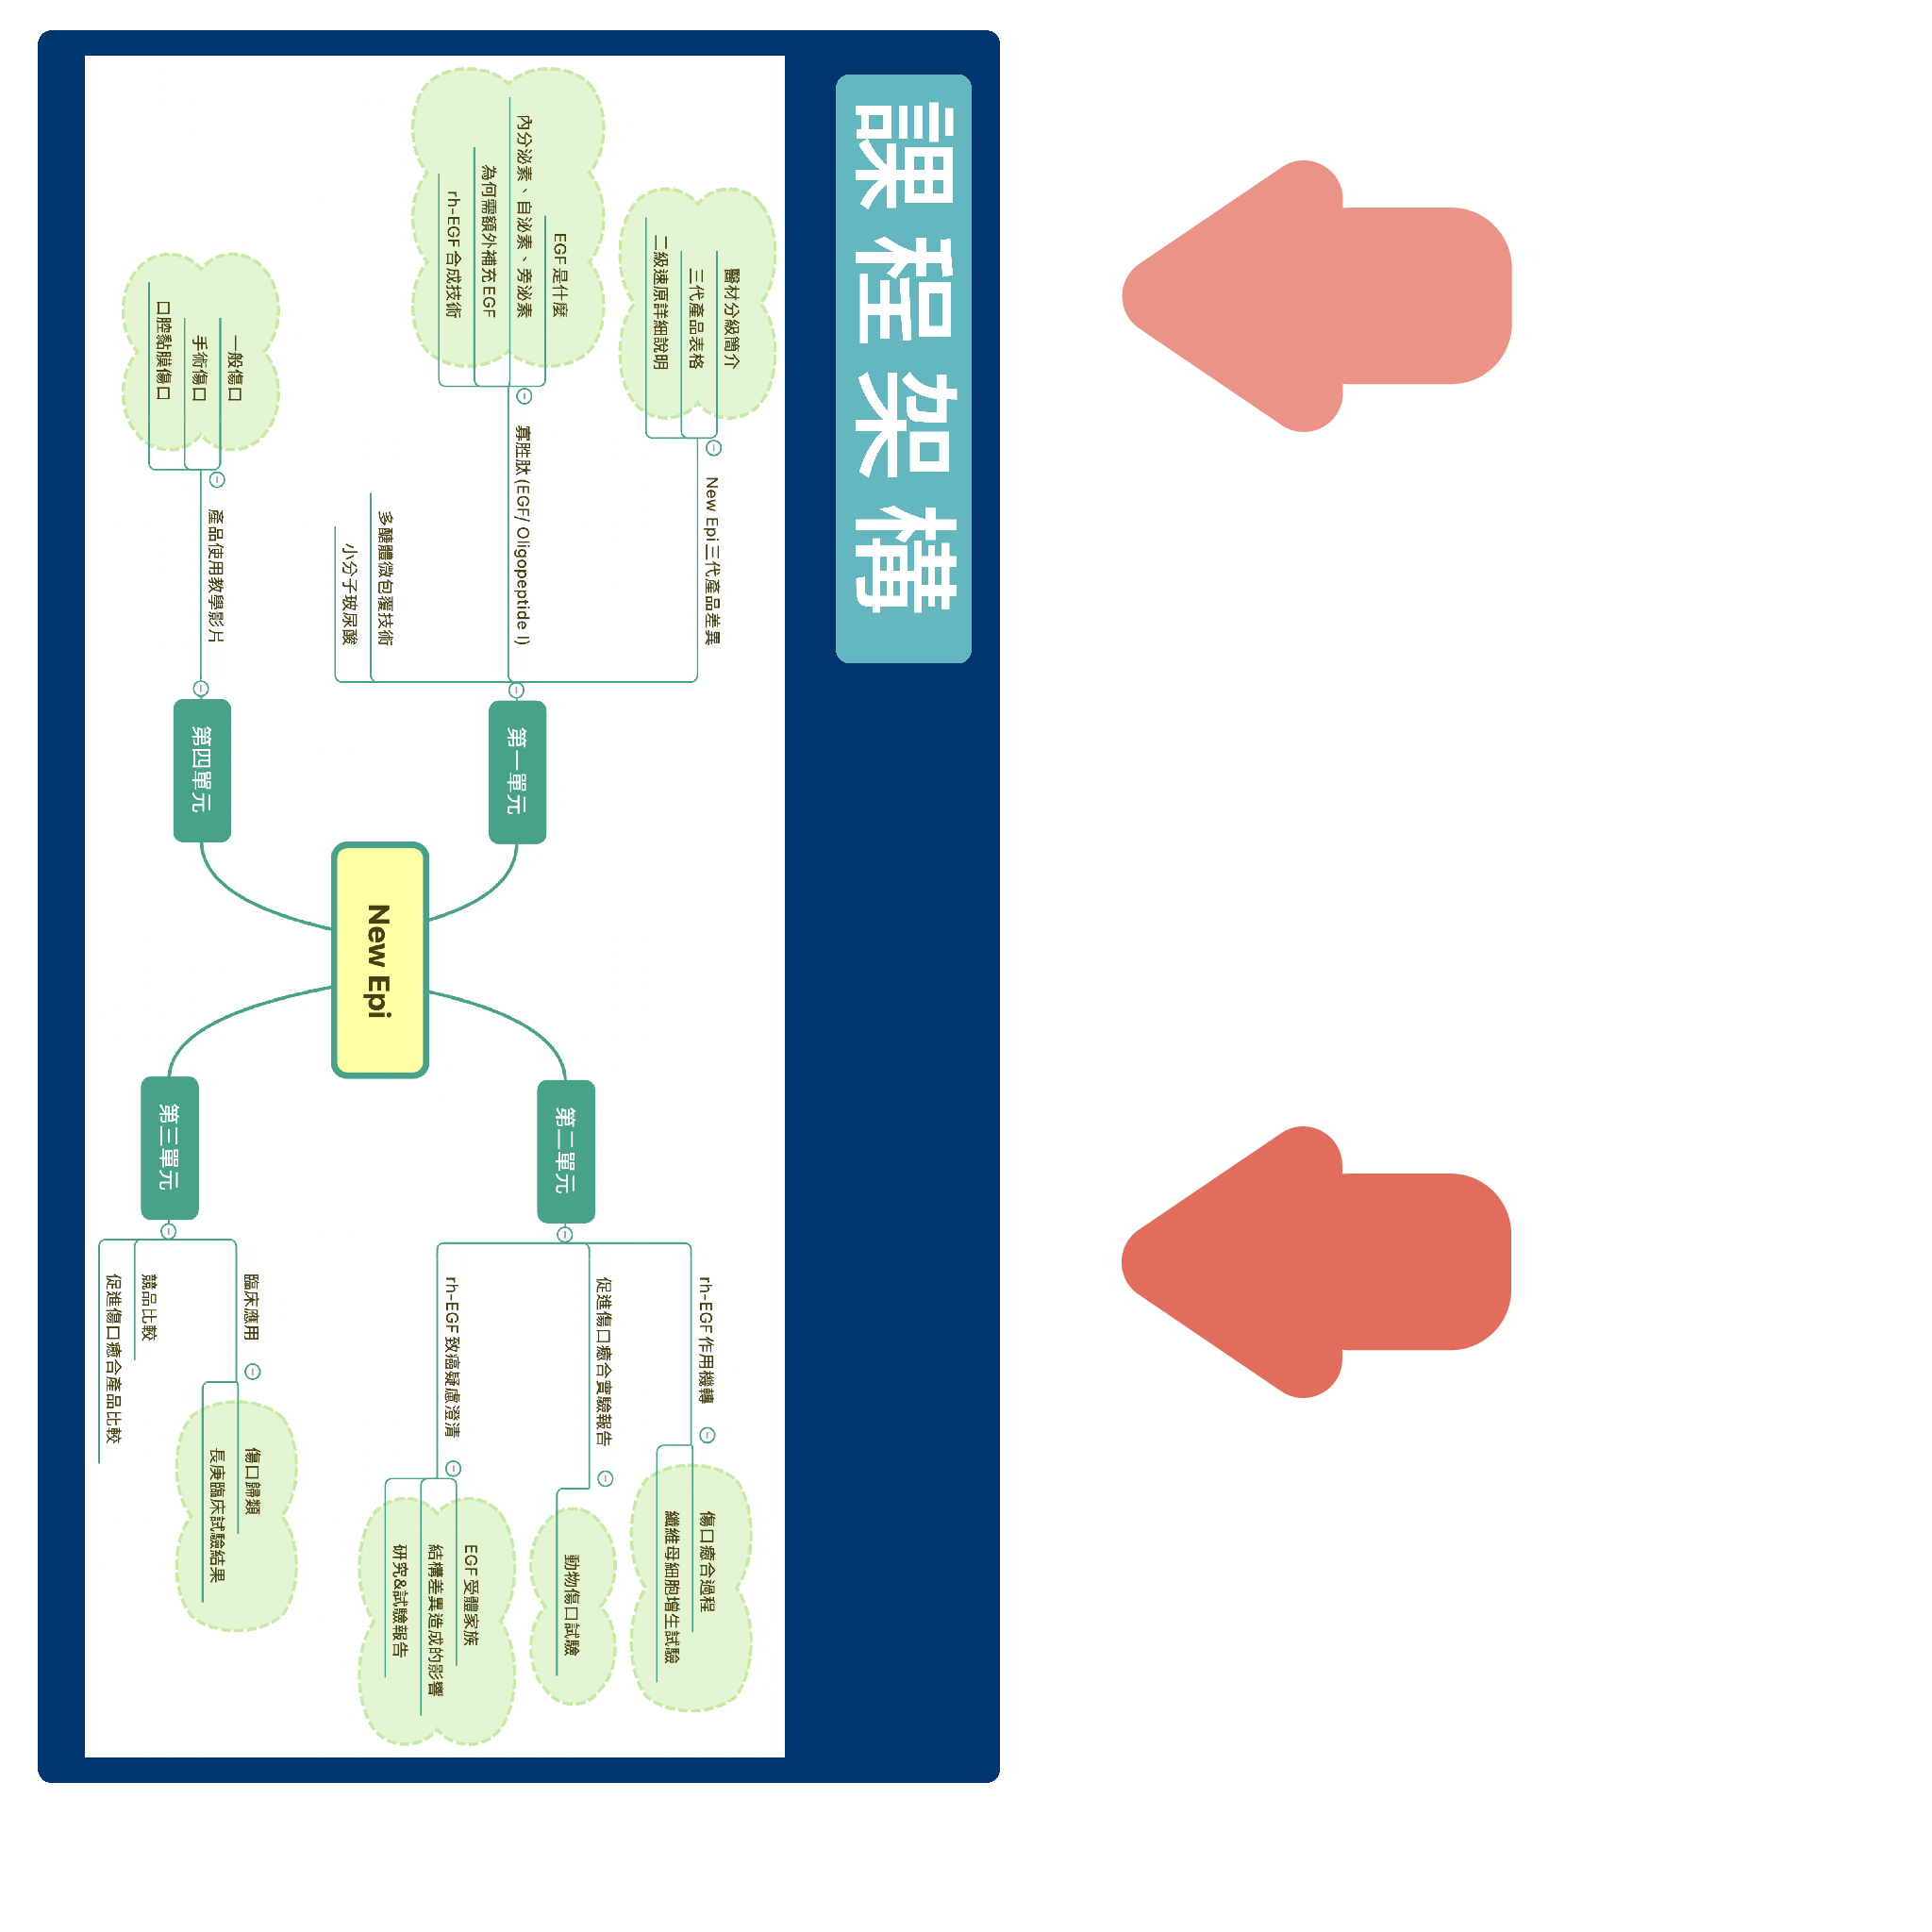 課程架構
New Epi
第一單元
New Epi三代產品差異
醫材分級簡介
三代產品表格
二級速原詳細說明
寡胜肽 (EGF/ Oligopeptide I)
EGF是什麼
內分泌素、自泌素、旁泌素
為何需額外補充EGF
rh-EGF合成技術
多醣體微包覆技術
小分子玻尿酸
第二單元
rh-EGF作用機轉
傷口癒合過程
纖維母細胞增生試驗
促進傷口癒合實驗報告
動物傷口試驗
rh-EGF致癌疑慮澄清
EGF受體家族
結構差異造成的影響
研究&試驗報告
第三單元
臨床應用
傷口歸類
長庚臨床試驗結果
競品比較
促進傷口癒合產品比較
第四單元
產品使用教學影片
一般傷口
手術傷口
口腔黏膜傷口